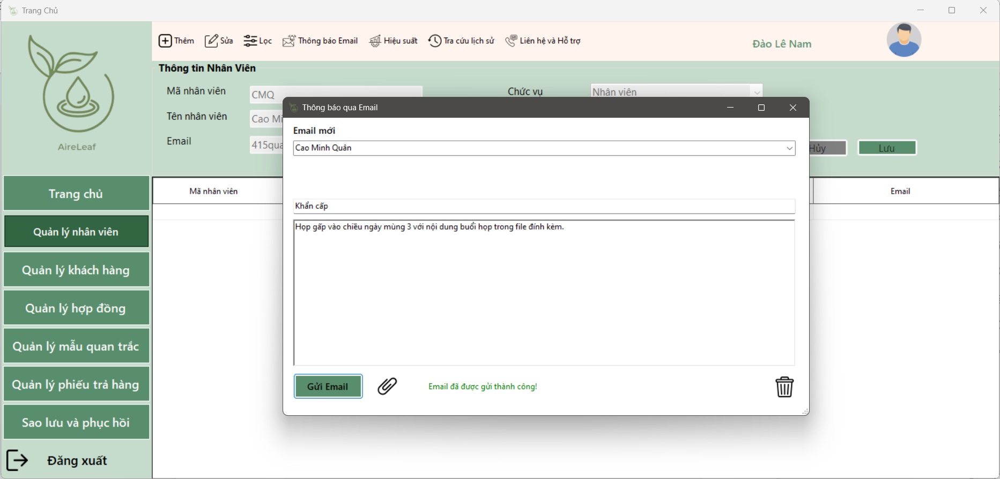 Trang Chủ
AireLeaf
Thêm
Sửa
Lọc
Thông báo Email
Hiệu suất
Tra cứu lịch sử
Liên hệ và Hỗ trợ
Đào Lê Nam
Thông tin Nhân Viên
Mã nhân viên
CMQ
Chức vụ
Nhân viên
Tên nhân viên
Cao
Email
415qua
Hủy
Lưu
Mã nhân viên
Email
Thông báo qua Email
Email mới
Cao Minh Quân
Khẩn cấp
Họp gấp vào chiều ngày mùng 3 với nội dung buổi họp trong file đính kèm.
Gửi Email
Email đã được gửi thành công!
Trang chủ
Quản lý nhân viên
Quản lý khách hàng
Quản lý hợp đồng
Quản lý mẫu quan trắc
Quản lý phiếu trả hàng
Sao lưu và phục hồi
Đăng xuất